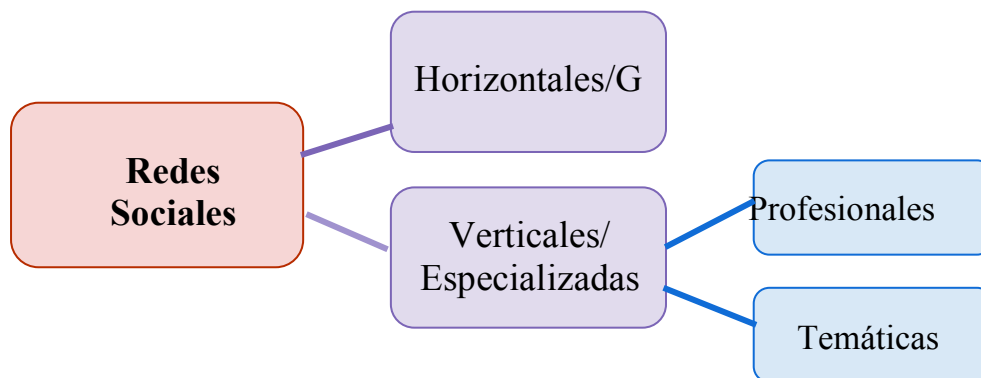 Redes
Sociales
Horizontales/G
Verticales/
Especializadas
Profesionales
Temáticas